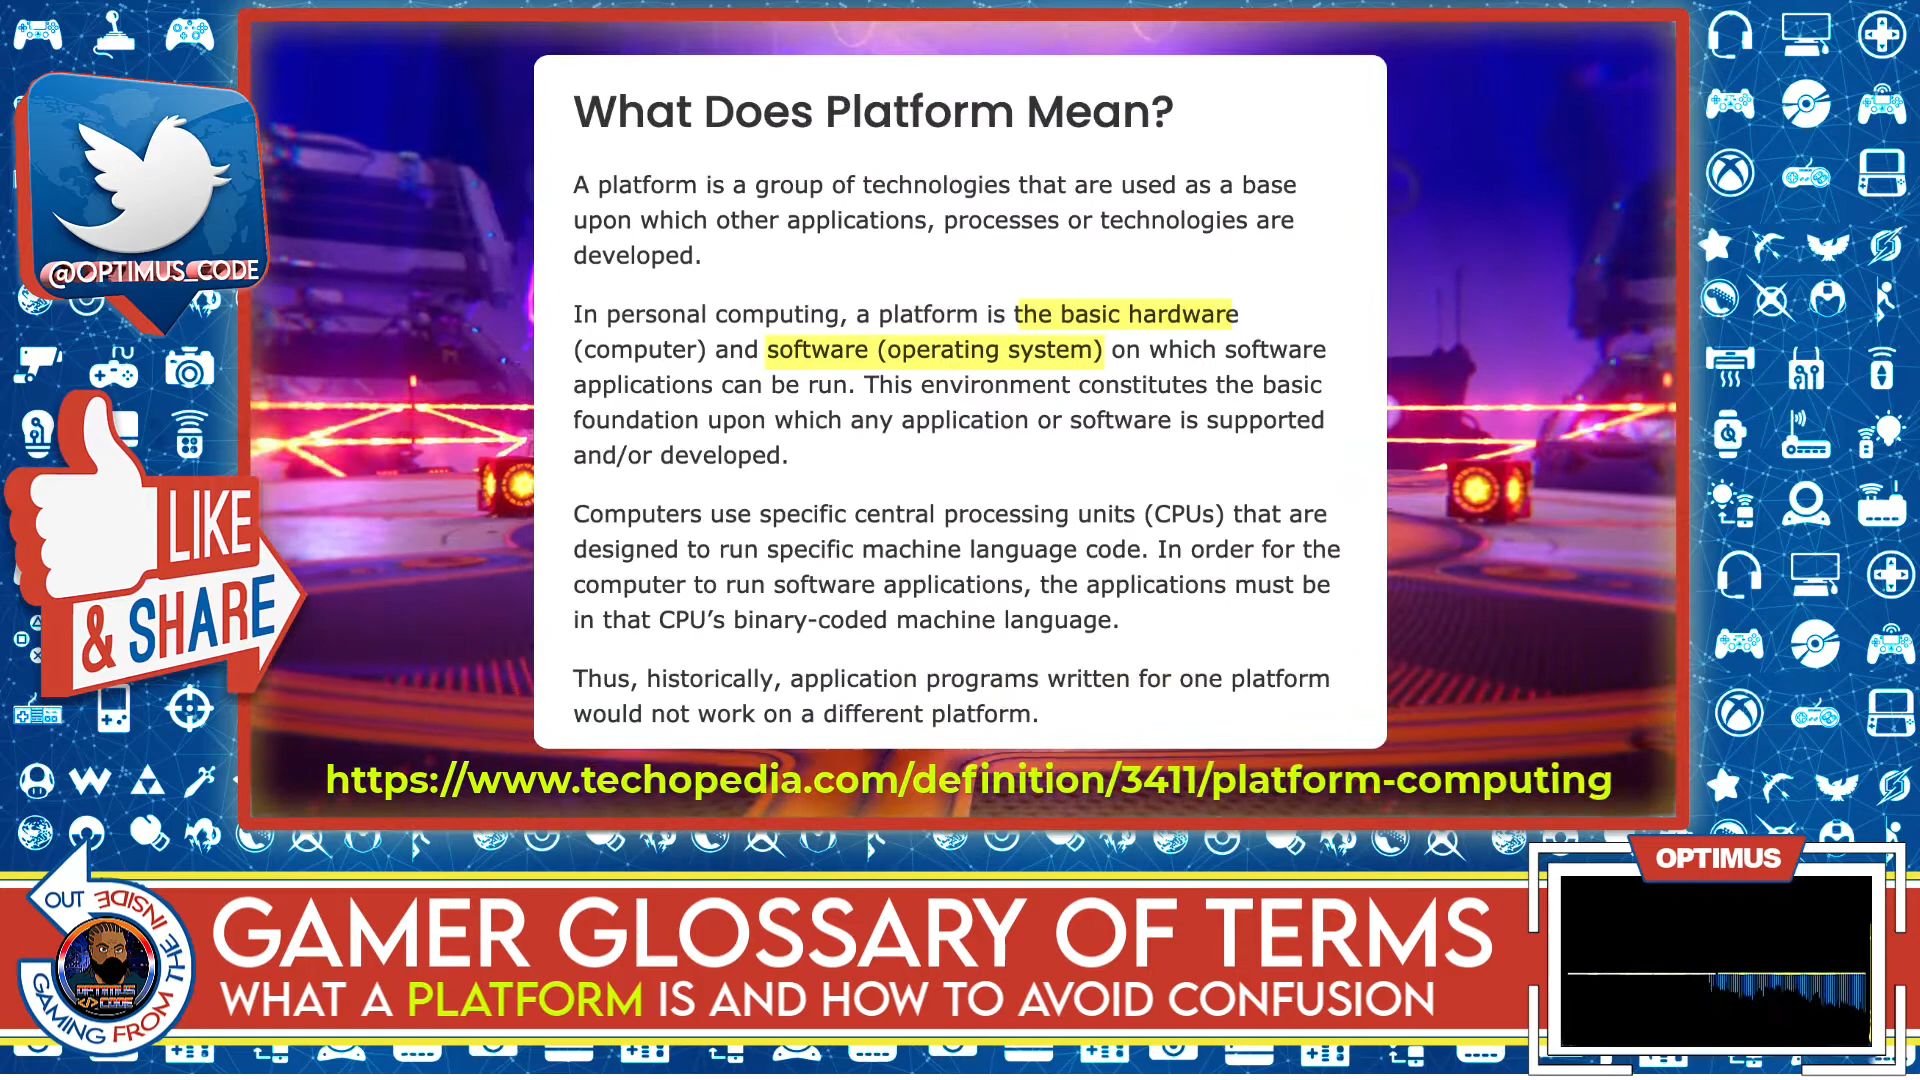 What Does Platform Mean?
A platform is a group of technologies that are used as a base
upon which other applications, processes or technologies are
developed.
In personal computing, a platform is the basic hardware
(computer) and software (operating system) on which software
applications can be run. This environment constitutes the basic
foundation upon which any application or software is supported
and/or developed.
Computers use specific central processing units (CPUs) that are
designed to run specific machine language code. In order for the
computer to run software applications, the applications must be
in that CPU’s binary-coded machine language.
Thus, historically, application programs written for one platform
would not work on a different platform.
https://www.techopedia.com/definition/3411/platform-computing
@OPTIMUS_CODE
LIKE
& SHARE
OPTIMUS
GAMING FROM THE INSIDE OUT
OPTIMUS
CODE
GAMER GLOSSARY OF TERMS
WHAT A PLATFORM IS AND HOW TO AVOID CONFUSION